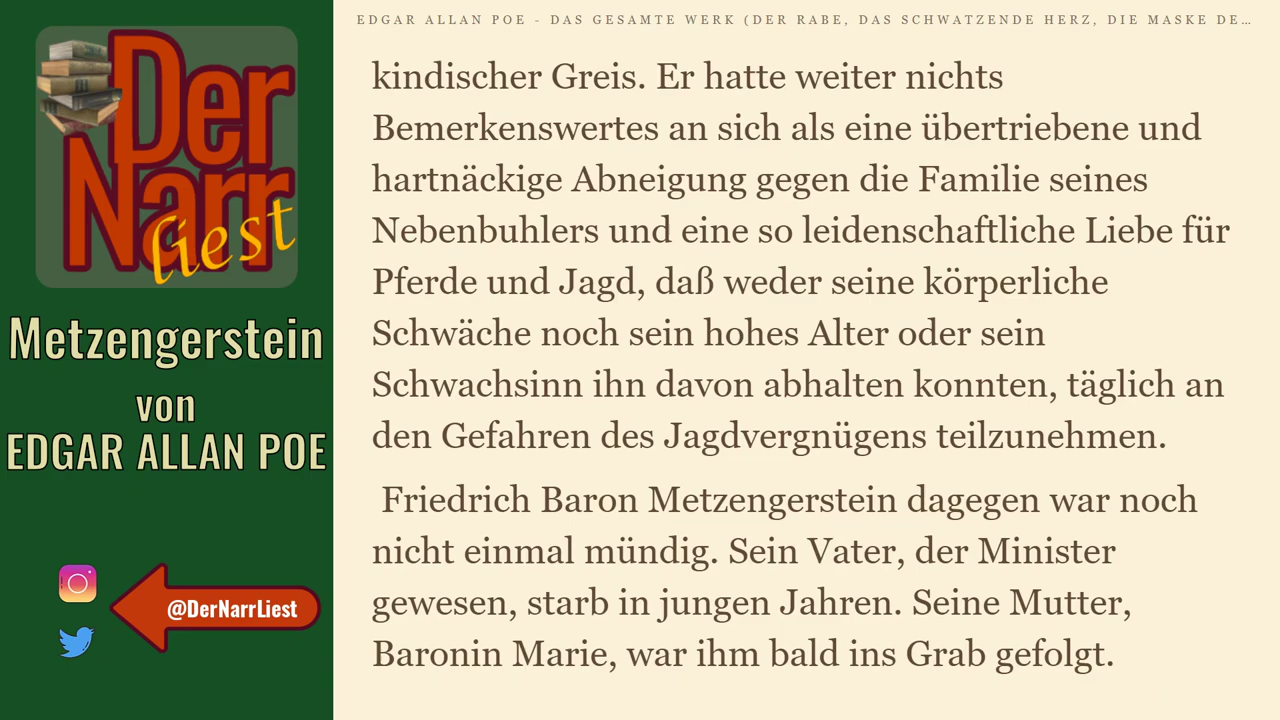 Der
Narr
liest
Metzengerstein
von
EDGAR ALLAN POE
@DerNarrLiest
EDGAR ALLAN POE - DAS GESAMTE WERK (DER RABE, DAS SCHWATZENDE HERZ, DIE MASKE DE...
kindischer Greis. Er hatte weiter nichts
Bemerkenswertes an sich als eine übertriebene und
hartnäckige Abneigung gegen die Familie seines
Nebenbuhlers und eine so leidenschaftliche Liebe für
Pferde und Jagd, daß weder seine körperliche
Schwäche noch sein hohes Alter oder sein
Schwachsinn ihn davon abhalten konnten, täglich an
den Gefahren des Jagdvergnügens teilzunehmen.
Friedrich Baron Metzengerstein dagegen war noch
nicht einmal mündig. Sein Vater, der Minister
gewesen, starb in jungen Jahren. Seine Mutter,
Baronin Marie, war ihm bald ins Grab gefolgt.